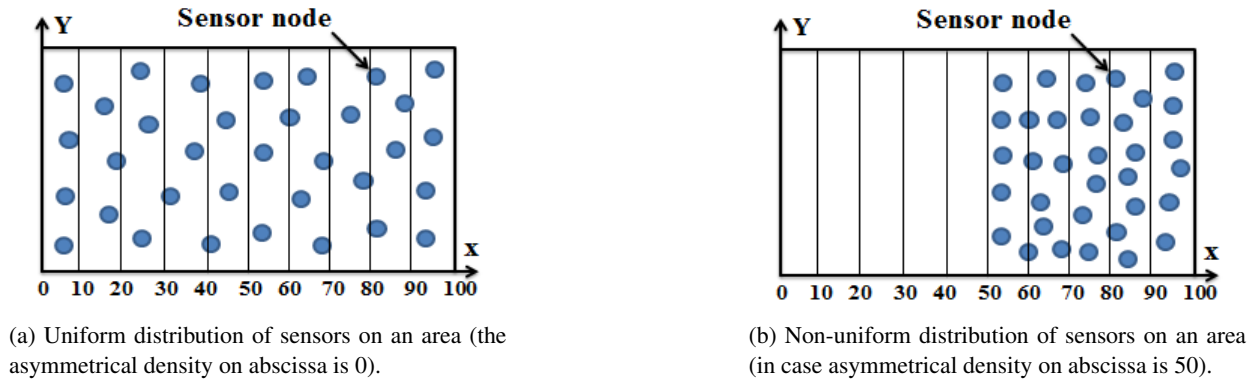 Sensor node
Y
x
0 10 20 30 40 50 60 70 80 90 100
(a) Uniform distribution of sensors on an area (the
asymmetrical density on abscissa is 0).
Sensor node
Y
x
0 10 20 30 40 50 60 70 80 90 100
(b) Non-uniform distribution of sensors on an area
(in case asymmetrical density on abscissa is 50).